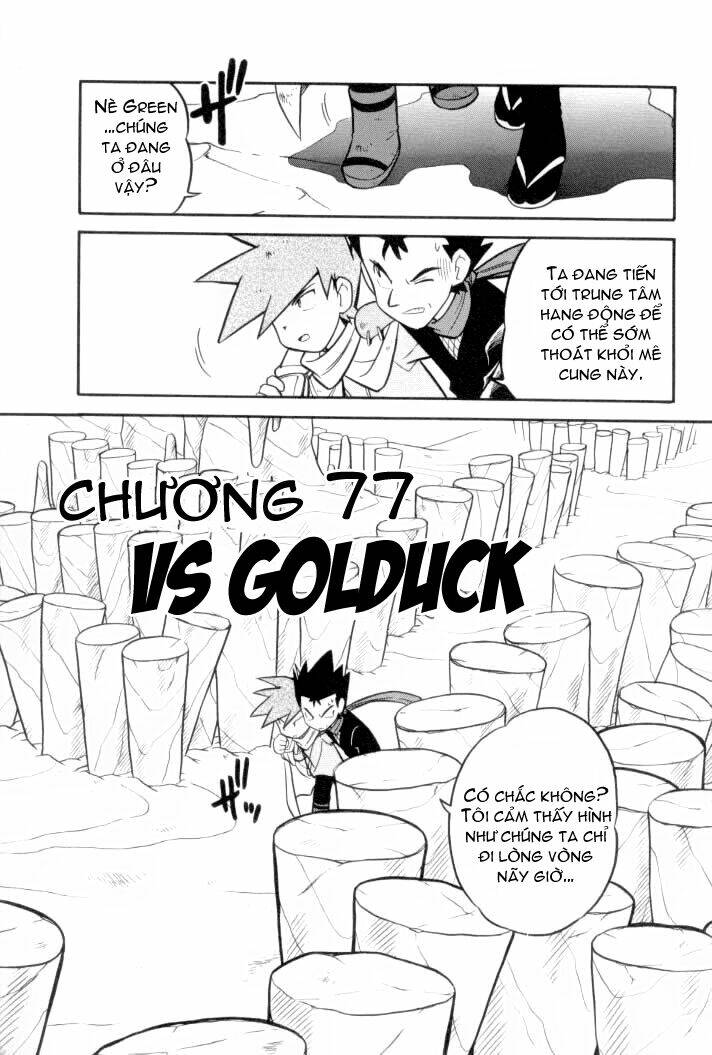 NÈ GREEN
...CHÚNG
TA ĐANG
Ở ĐÂU
VẬY?
TA ĐANG TIẾN
TỚI TRUNG TÂM
HANG ĐỘNG ĐỂ
CÓ THỂ SỚM
THOÁT KHỎI MÊ
CUNG NÀY.
CHƯƠNG 77
VS GOLDUCK
CÓ CHẮC KHÔNG?
TÔI CẢM THẤY HÌNH
NHƯ CHÚNG TA CHỈ
ĐI LÒNG VÒNG
NÃY GIỜ...